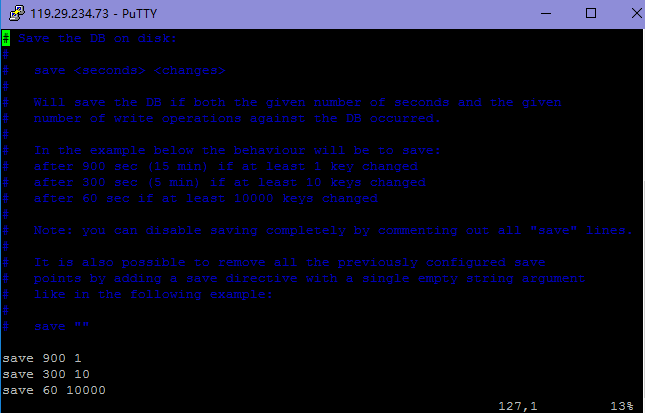 119.29.234.73 - PuTTY
# Save the DB on disk:
#
#   save <seconds> <changes>
#
#   Will save the DB if both the given number of seconds and the given
#   number of write operations against the DB occurred.
#
#   In the example below the behaviour will be to save:
#   after 900 sec (15 min) if at least 1 key changed
#   after 300 sec (5 min) if at least 10 keys changed
#   after 60 sec if at least 10000 keys changed
#
#   Note: you can disable saving completely by commenting out all "save" lines.
#
#   It is also possible to remove all the previously configured save
#   points by adding a save directive with a single empty string argument
#   like in the following example:
#
#   save ""
save 900 1
save 300 10
save 60 10000
127,1 13%